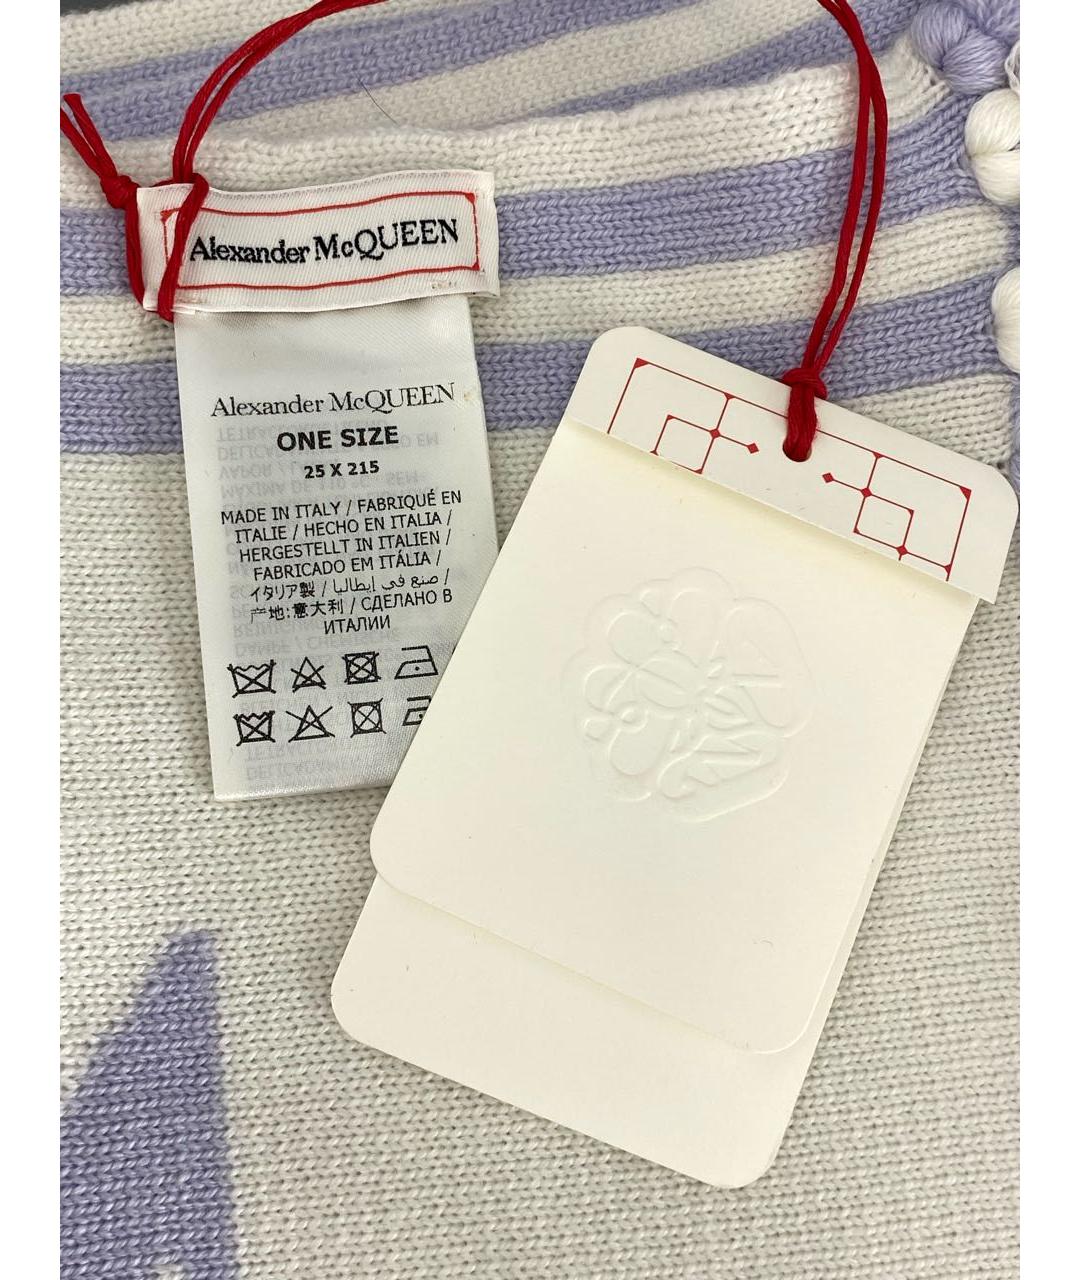 Alexander McQUEEN
Alexander McQUEEN
ONE SIZE
25 X 215
MADE IN ITALY / FABRIQUÉ EN
ITALIE / HECHO EN ITALIA /
HERGESTELLT IN ITALIEN /
FABRICADO EM ITÁLIA /
イタリア製 / صنع في إيطاليا /
产地:意大利 / СДЕЛАНО В
ИТАЛИИ